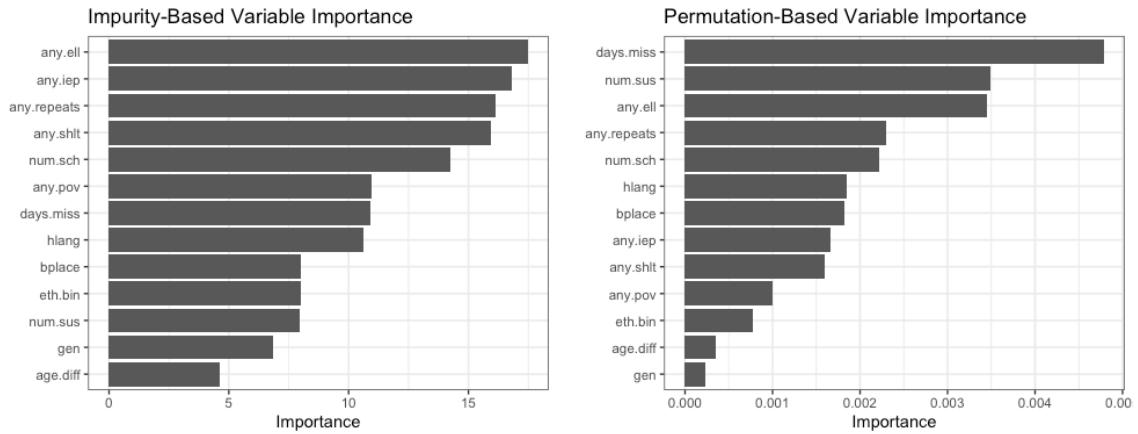 Impurity-Based Variable Importance
any.ell
any.iep
any.repeats
any.shlt
num.sch
any.pov
days.miss
hlang
bplace
eth.bin
num.sus
gen
age.diff
0 5 10 15
Importance
Permutation-Based Variable Importance
days.miss
num.sus
any.ell
any.repeats
num.sch
hlang
bplace
any.iep
any.shlt
any.pov
eth.bin
age.diff
gen
0.000 0.001 0.002 0.003 0.004 0.00
Importance